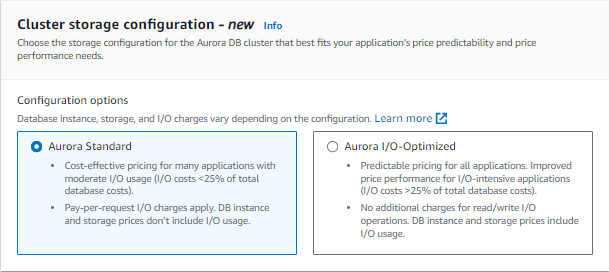 Cluster storage configuration - new Info
Choose the storage configuration for the Aurora DB cluster that best fits your application's price predictability and price
performance needs.
Configuration options
Database instance, storage, and I/O charges vary depending on the configuration. Learn more
Aurora Standard
• Cost-effective pricing for many applications with
moderate I/O usage (I/O costs <25% of total
database costs).
• Pay-per-request I/O charges apply. DB instance
and storage prices don't include I/O usage.
Aurora I/O-Optimized
• Predictable pricing for all applications. Improved
price performance for I/O-intensive applications
(I/O costs >25% of total database costs).
• No additional charges for read/write I/O
operations. DB instance and storage prices include
I/O usage.